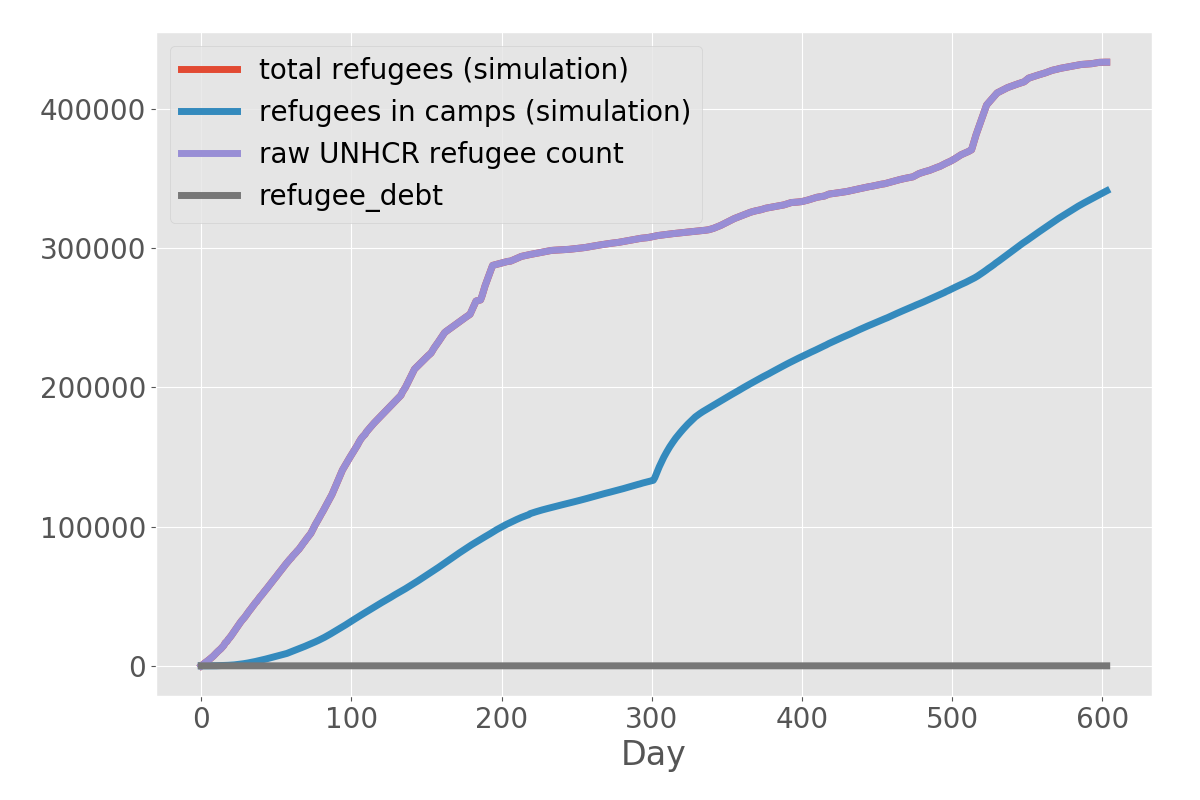 total refugees (simulation)
refugees in camps (simulation)
raw UNHCR refugee count
refugee_debt
400000
300000
200000
100000
0
0 100 200 300 400 500 600
Day